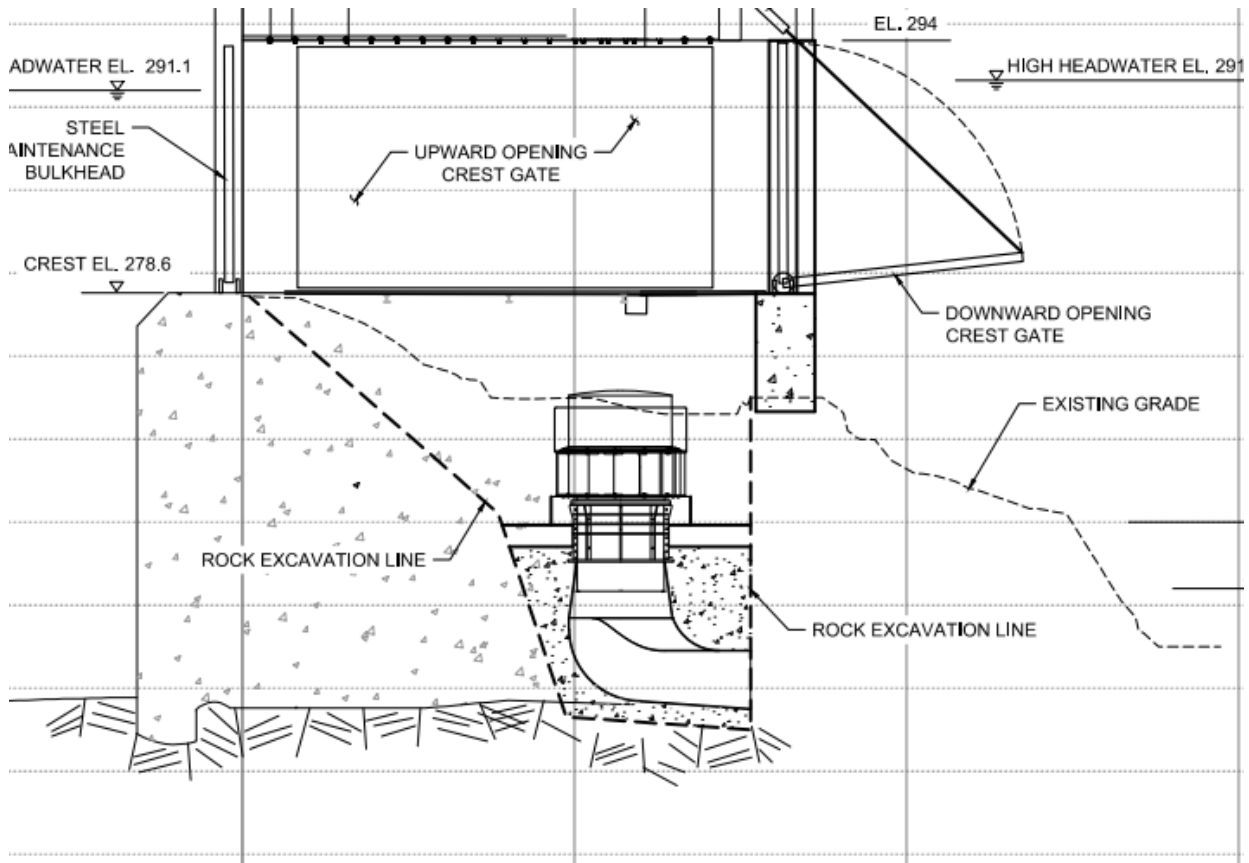 EL. 294
ADWATER EL. 291.1
HIGH HEADWATER EL. 291
STEEL
AINTENANCE
BULKHEAD
UPWARD OPENING
CREST GATE
CREST EL. 278.6
DOWNWARD OPENING
CREST GATE
EXISTING GRADE
ROCK EXCAVATION LINE
ROCK EXCAVATION LINE